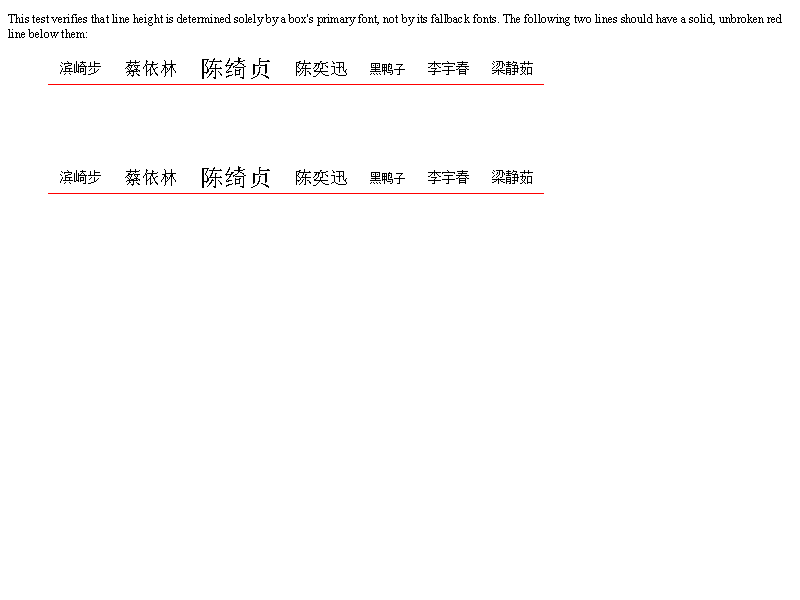 This test verifies that line height is determined solely by a box's primary font, not by its fallback fonts. The following two lines should have a solid, unbroken red
line below them:
滨崎步 蔡依林 陈绮贞 陈奕迅 黑鸭子 李宇春 梁静茹
滨崎步 蔡依林 陈绮贞 陈奕迅 黑鸭子 李宇春 梁静茹